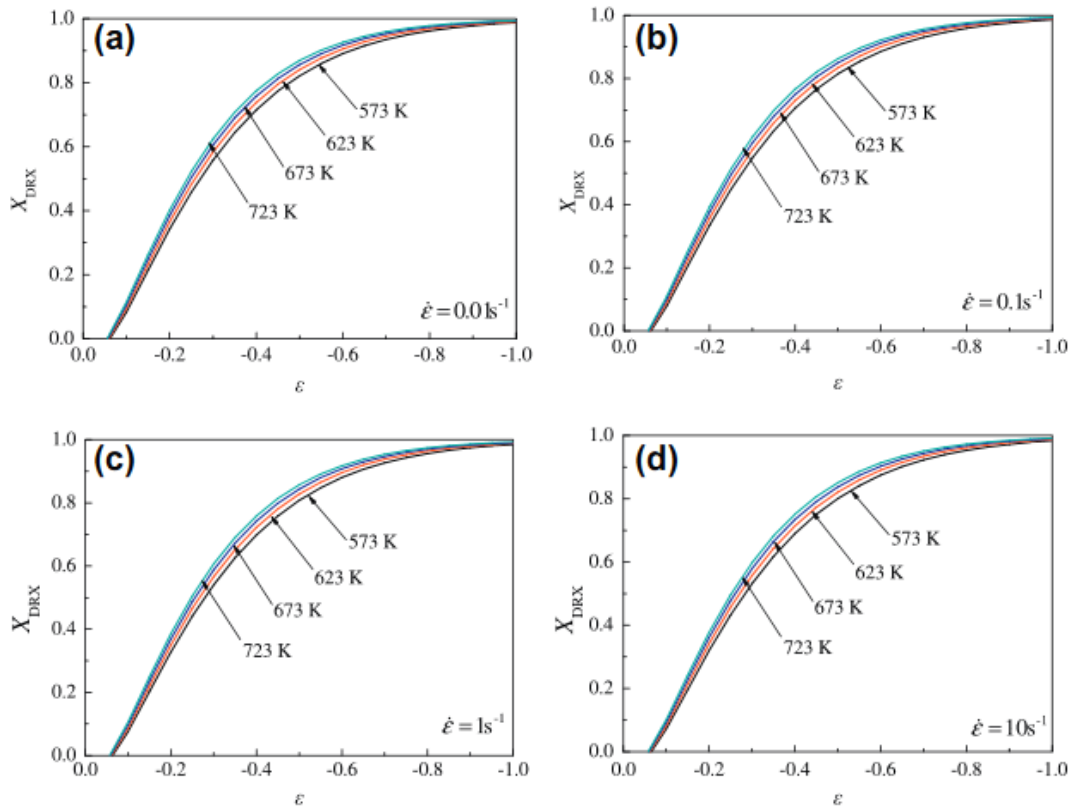 (a)
1.0
0.8
0.6
0.4
0.2
0.0
X_DRX
573 K
623 K
673 K
723 K
ε̇ = 0.01s⁻¹
0.0 -0.2 -0.4 -0.6 -0.8 -1.0
ε
(b)
1.0
0.8
0.6
0.4
0.2
0.0
X_DRX
573 K
623 K
673 K
723 K
ε̇ = 0.1s⁻¹
0.0 -0.2 -0.4 -0.6 -0.8 -1.0
ε
(c)
1.0
0.8
0.6
0.4
0.2
0.0
X_DRX
573 K
623 K
673 K
723 K
ε̇ = 1s⁻¹
0.0 -0.2 -0.4 -0.6 -0.8 -1.0
ε
(d)
1.0
0.8
0.6
0.4
0.2
0.0
X_DRX
573 K
623 K
673 K
723 K
ε̇ = 10s⁻¹
0.0 -0.2 -0.4 -0.6 -0.8 -1.0
ε